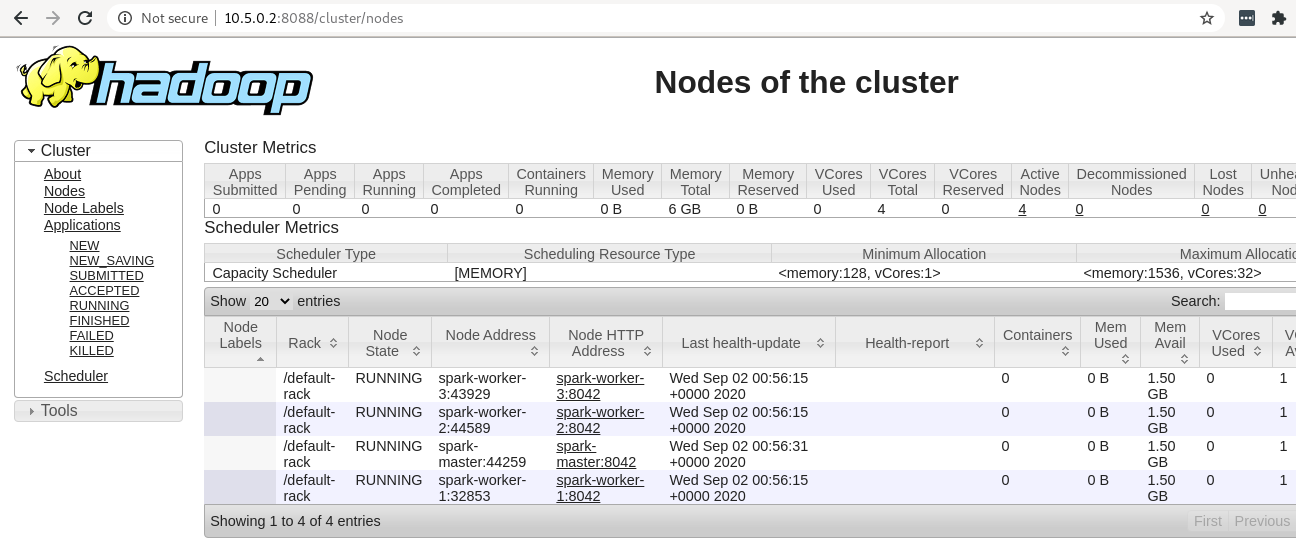 Not secure 10.5.0.2:8088/cluster/nodes
hadoop
Nodes of the cluster
Cluster
About
Nodes
Node Labels
Applications
NEW
NEW_SAVING
SUBMITTED
ACCEPTED
RUNNING
FINISHED
FAILED
KILLED
Scheduler
Tools
Cluster Metrics
Apps Apps Apps Apps Containers Memory Memory Memory VCores VCores VCores Active Decommissioned Lost Unhea
Submitted Pending Running Completed Running Used Total Reserved Used Total Reserved Nodes Nodes Nodes Nod
0 0 0 0 0 0 B 6 GB 0 B 0 4 0 4 0 0 0
Scheduler Metrics
Scheduler Type Scheduling Resource Type Minimum Allocation Maximum Allocatio
Capacity Scheduler [MEMORY] <memory:128, vCores:1> <memory:1536, vCores:32>
Show 20 entries Search:
Node Node Node HTTP Mem Mem VCores VC
Labels Rack State Node Address Address Last health-update Health-report Containers Used Avail Used Av
/default- RUNNING spark-worker- spark-worker- Wed Sep 02 00:56:15 0 0 B 1.50 0 1
rack 3:43929 3:8042 +0000 2020 GB
/default- RUNNING spark-worker- spark-worker- Wed Sep 02 00:56:15 0 0 B 1.50 0 1
rack 2:44589 2:8042 +0000 2020 GB
/default- RUNNING spark- spark- Wed Sep 02 00:56:31 0 0 B 1.50 0 1
rack master:44259 master:8042 +0000 2020 GB
/default- RUNNING spark-worker- spark-worker- Wed Sep 02 00:56:15 0 0 B 1.50 0 1
rack 1:32853 1:8042 +0000 2020 GB
Showing 1 to 4 of 4 entries First Previous